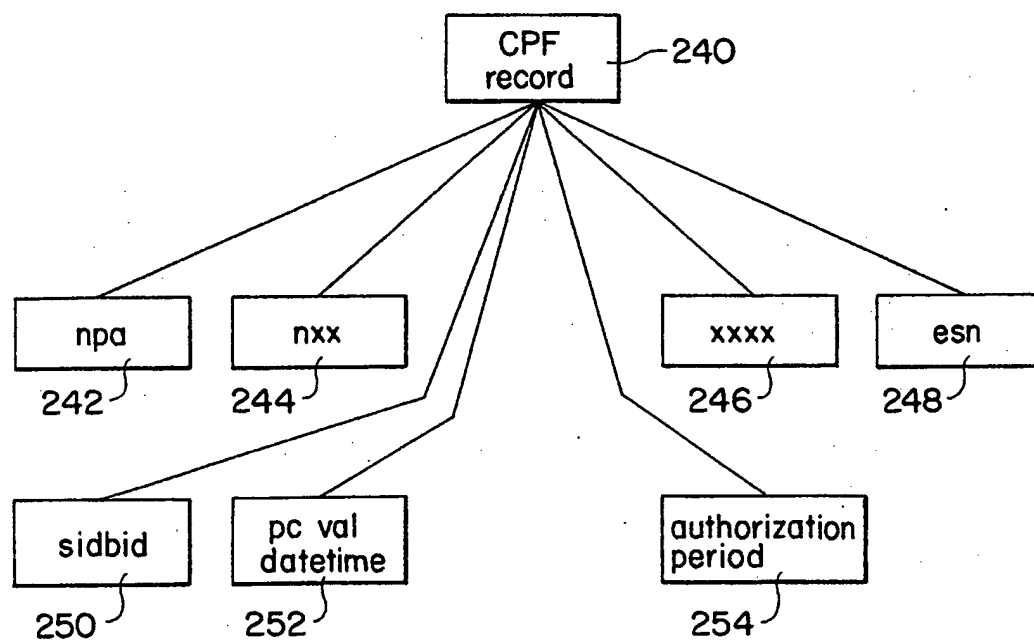 CPF
record
240
npa
nxx
xxxx
esn
242
244
246
248
sidbid
pc val
datetime
authorization
period
250
252
254